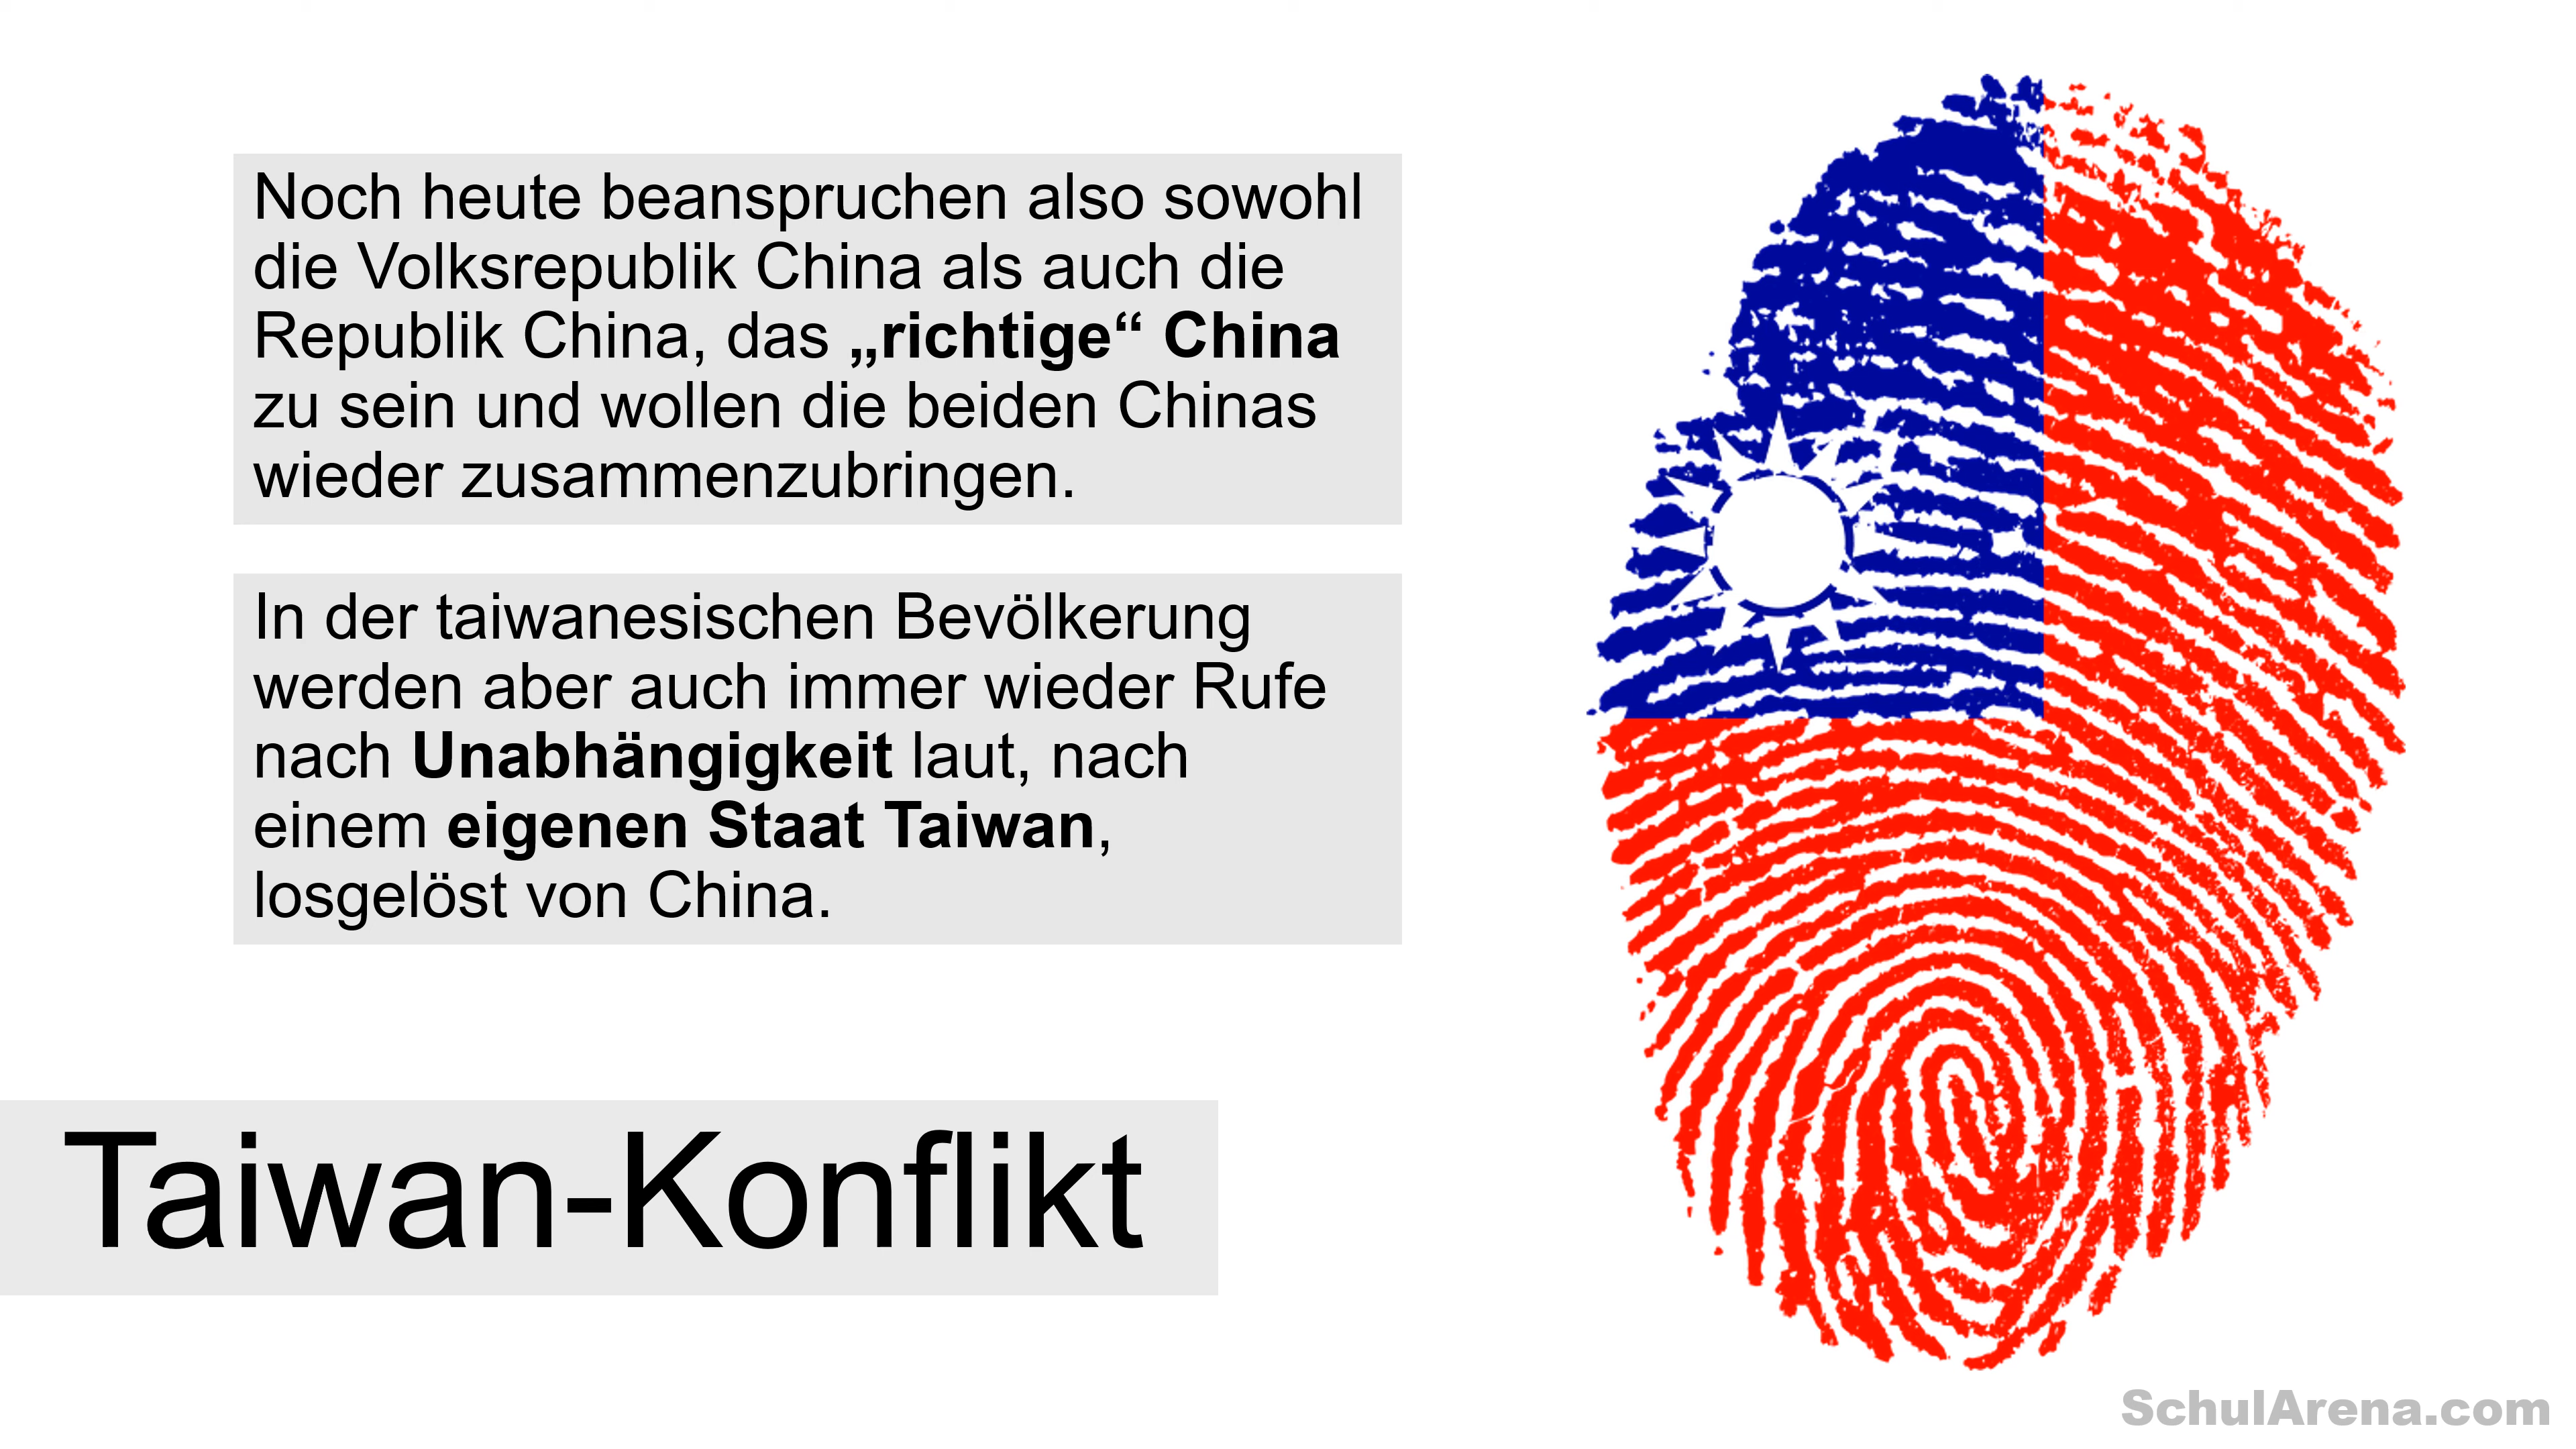 Noch heute beanspruchen also sowohl
die Volksrepublik China als auch die
Republik China, das „richtige“ China
zu sein und wollen die beiden Chinas
wieder zusammenzubringen.
In der taiwanesischen Bevölkerung
werden aber auch immer wieder Rufe
nach Unabhängigkeit laut, nach
einem eigenen Staat Taiwan,
losgelöst von China.
Taiwan-Konflikt
SchulArena.com